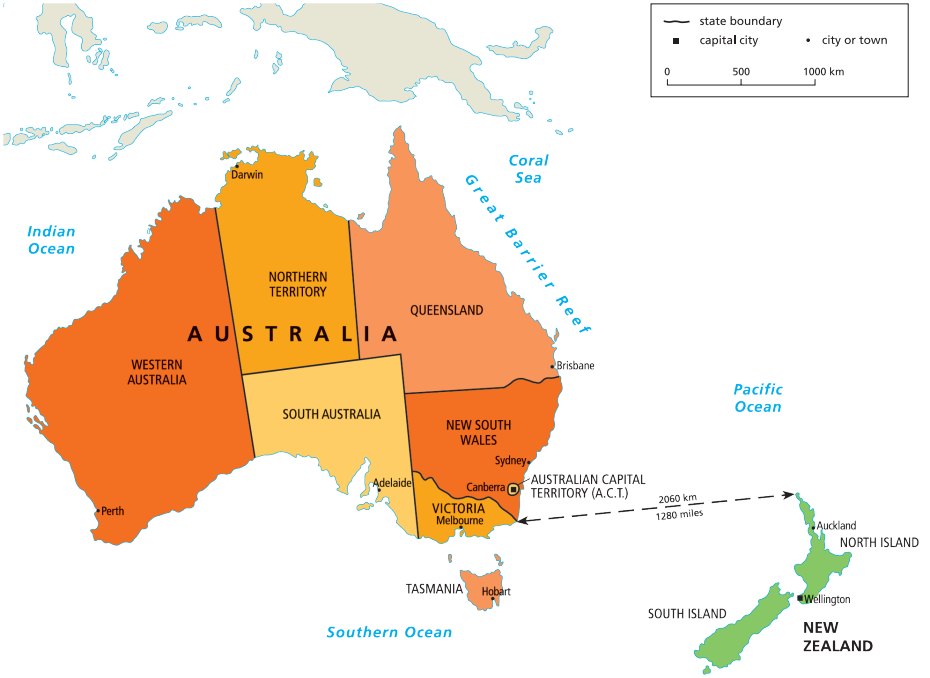 state boundary
capital city
city or town
0 500 1000 km
Coral
Sea
Great Barrier Reef
Indian
Ocean
Darwin
NORTHERN
TERRITORY
QUEENSLAND
AUSTRALIA
WESTERN
AUSTRALIA
Brisbane
SOUTH AUSTRALIA
Pacific
Ocean
NEW SOUTH
WALES
Sydney
Adelaide
Canberra
AUSTRALIAN CAPITAL
TERRITORY (A.C.T.)
2060 km
1280 miles
Perth
VICTORIA
Melbourne
Auckland
NORTH ISLAND
TASMANIA
Hobart
Wellington
SOUTH ISLAND
Southern Ocean
NEW
ZEALAND